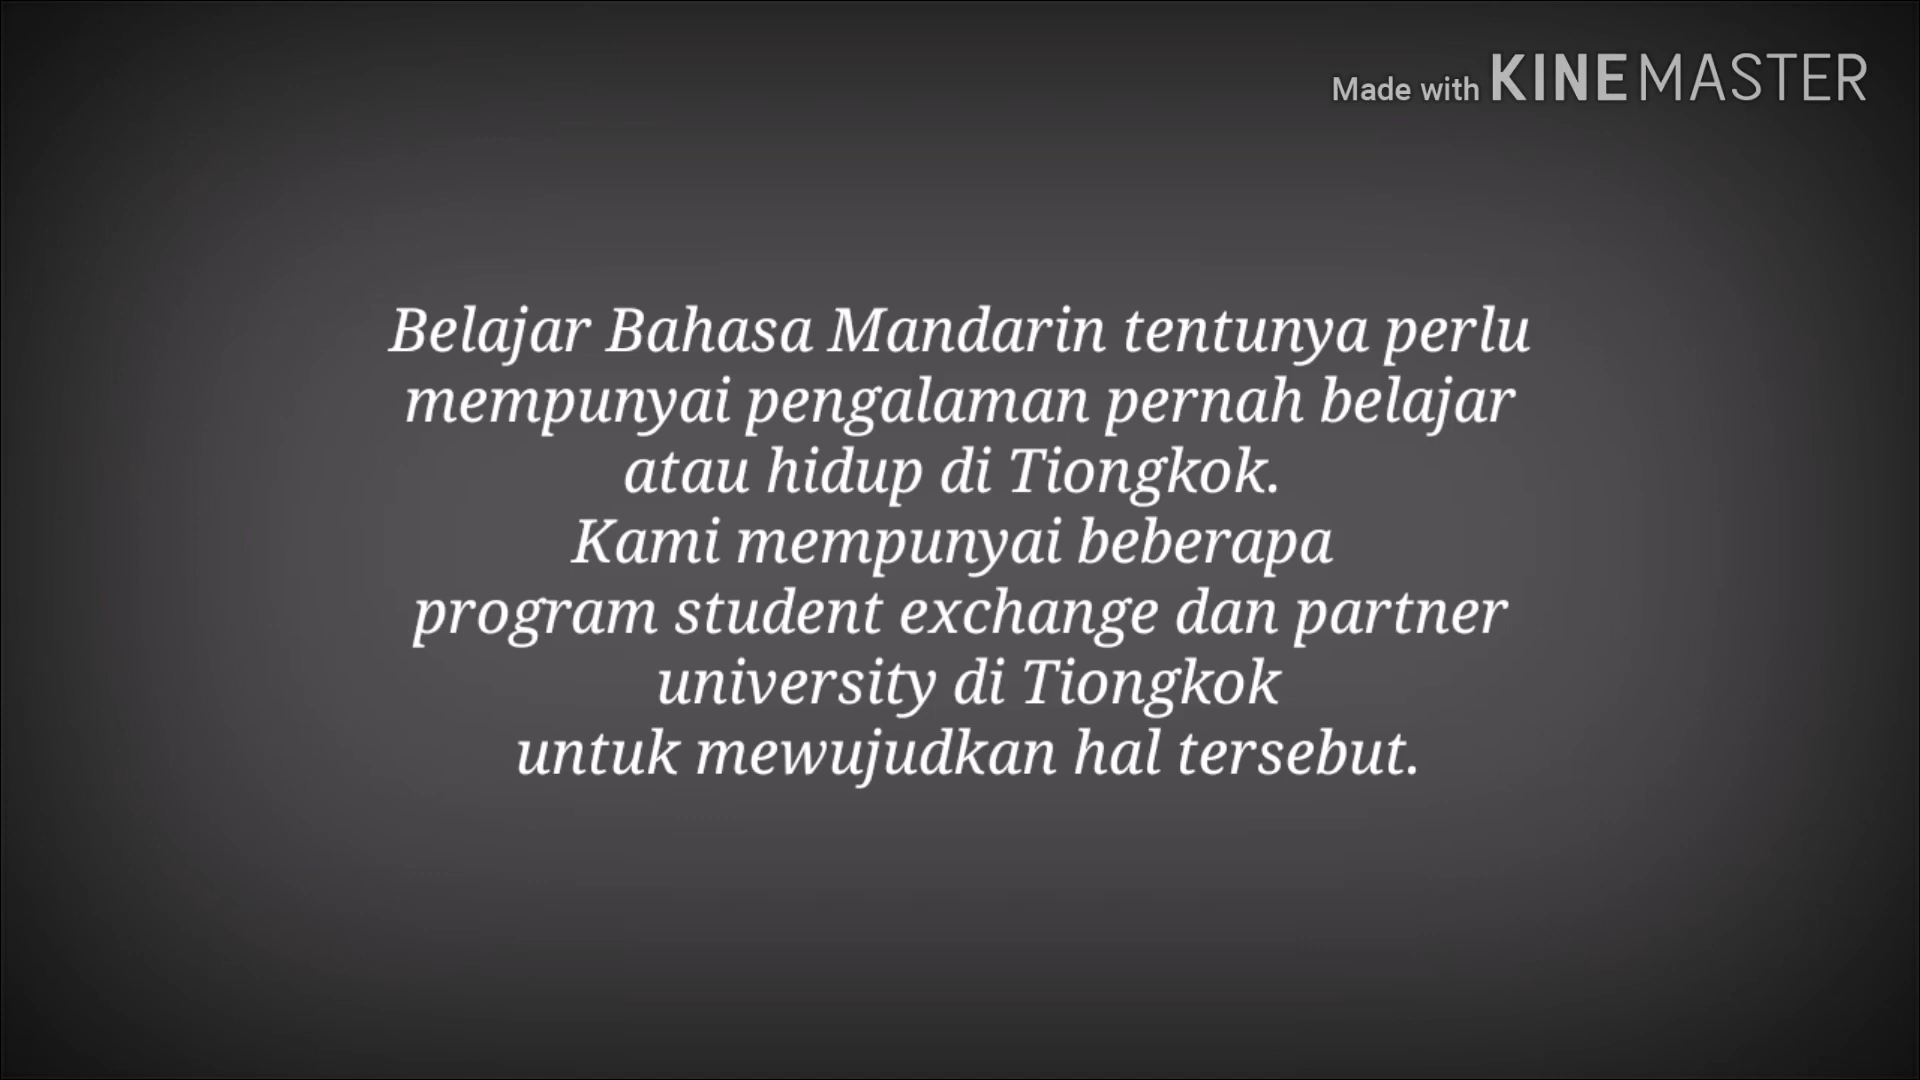 Made with KINEMASTER
Belajar Bahasa Mandarin tentunya perlu
mempunyai pengalaman pernah belajar
atau hidup di Tiongkok.
Kami mempunyai beberapa
program student exchange dan partner
university di Tiongkok
untuk mewujudkan hal tersebut.